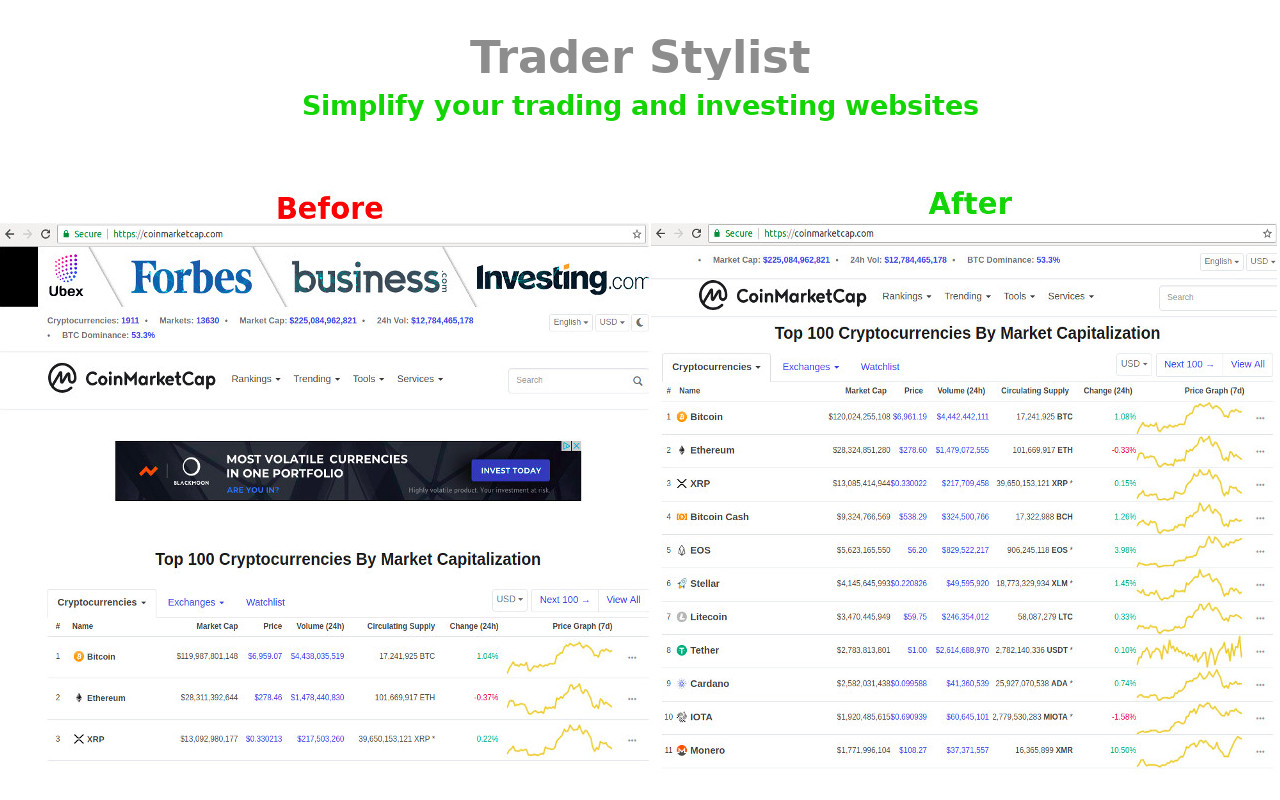 Trader Stylist
Simplify your trading and investing websites
Before
Secure https://coinmarketcap.com
Ubex Forbes business.com Investing.com
Cryptocurrencies: 1911 • Markets: 13630 • Market Cap: $225,084,962,821 • 24h Vol: $12,784,465,178
• BTC Dominance: 53.3%
English USD
CoinMarketCap Rankings Trending Tools Services Search
BLACKMOON
MOST VOLATILE CURRENCIES
IN ONE PORTFOLIO
ARE YOU IN?
INVEST TODAY
Highly volatile product. Your investment at risk.
Top 100 Cryptocurrencies By Market Capitalization
Cryptocurrencies Exchanges Watchlist USD Next 100 → View All
# Name Market Cap Price Volume (24h) Circulating Supply Change (24h) Price Graph (7d)
1 Bitcoin $119,987,801,148 $6,959.07 $4,438,035,519 17,241,925 BTC 1.04%
2 Ethereum $28,311,392,644 $278.46 $1,478,440,830 101,669,917 ETH -0.37%
3 XRP $13,092,980,177 $0.330213 $217,503,260 39,650,153,121 XRP * 0.22%
After
Secure https://coinmarketcap.com
• Market Cap: $225,084,962,821 • 24h Vol: $12,784,465,178 • BTC Dominance: 53.3%
English USD
CoinMarketCap Rankings Trending Tools Services Search
Top 100 Cryptocurrencies By Market Capitalization
Cryptocurrencies Exchanges Watchlist USD Next 100 → View All
# Name Market Cap Price Volume (24h) Circulating Supply Change (24h) Price Graph (7d)
1 Bitcoin $120,024,255,108 $6,961.19 $4,442,442,111 17,241,925 BTC 1.08%
2 Ethereum $28,324,851,280 $278.60 $1,479,072,555 101,669,917 ETH -0.33%
3 XRP $13,085,414,944 $0.330022 $217,709,458 39,650,153,121 XRP * 0.15%
4 Bitcoin Cash $9,324,766,569 $538.29 $324,500,766 17,322,988 BCH 1.26%
5 EOS $5,623,165,550 $6.20 $829,522,217 906,245,118 EOS * 3.98%
6 Stellar $4,145,645,993 $0.220826 $49,595,920 18,773,329,934 XLM * 1.45%
7 Litecoin $3,470,445,949 $59.75 $246,354,012 58,087,279 LTC 0.33%
8 Tether $2,783,813,801 $1.00 $2,614,688,970 2,782,140,336 USDT * 0.10%
9 Cardano $2,582,031,438 $0.099588 $41,360,539 25,927,070,538 ADA * 0.74%
10 IOTA $1,920,485,615 $0.690939 $60,645,101 2,779,530,283 MIOTA * -1.58%
11 Monero $1,771,996,104 $108.27 $37,371,557 16,365,899 XMR 10.50%